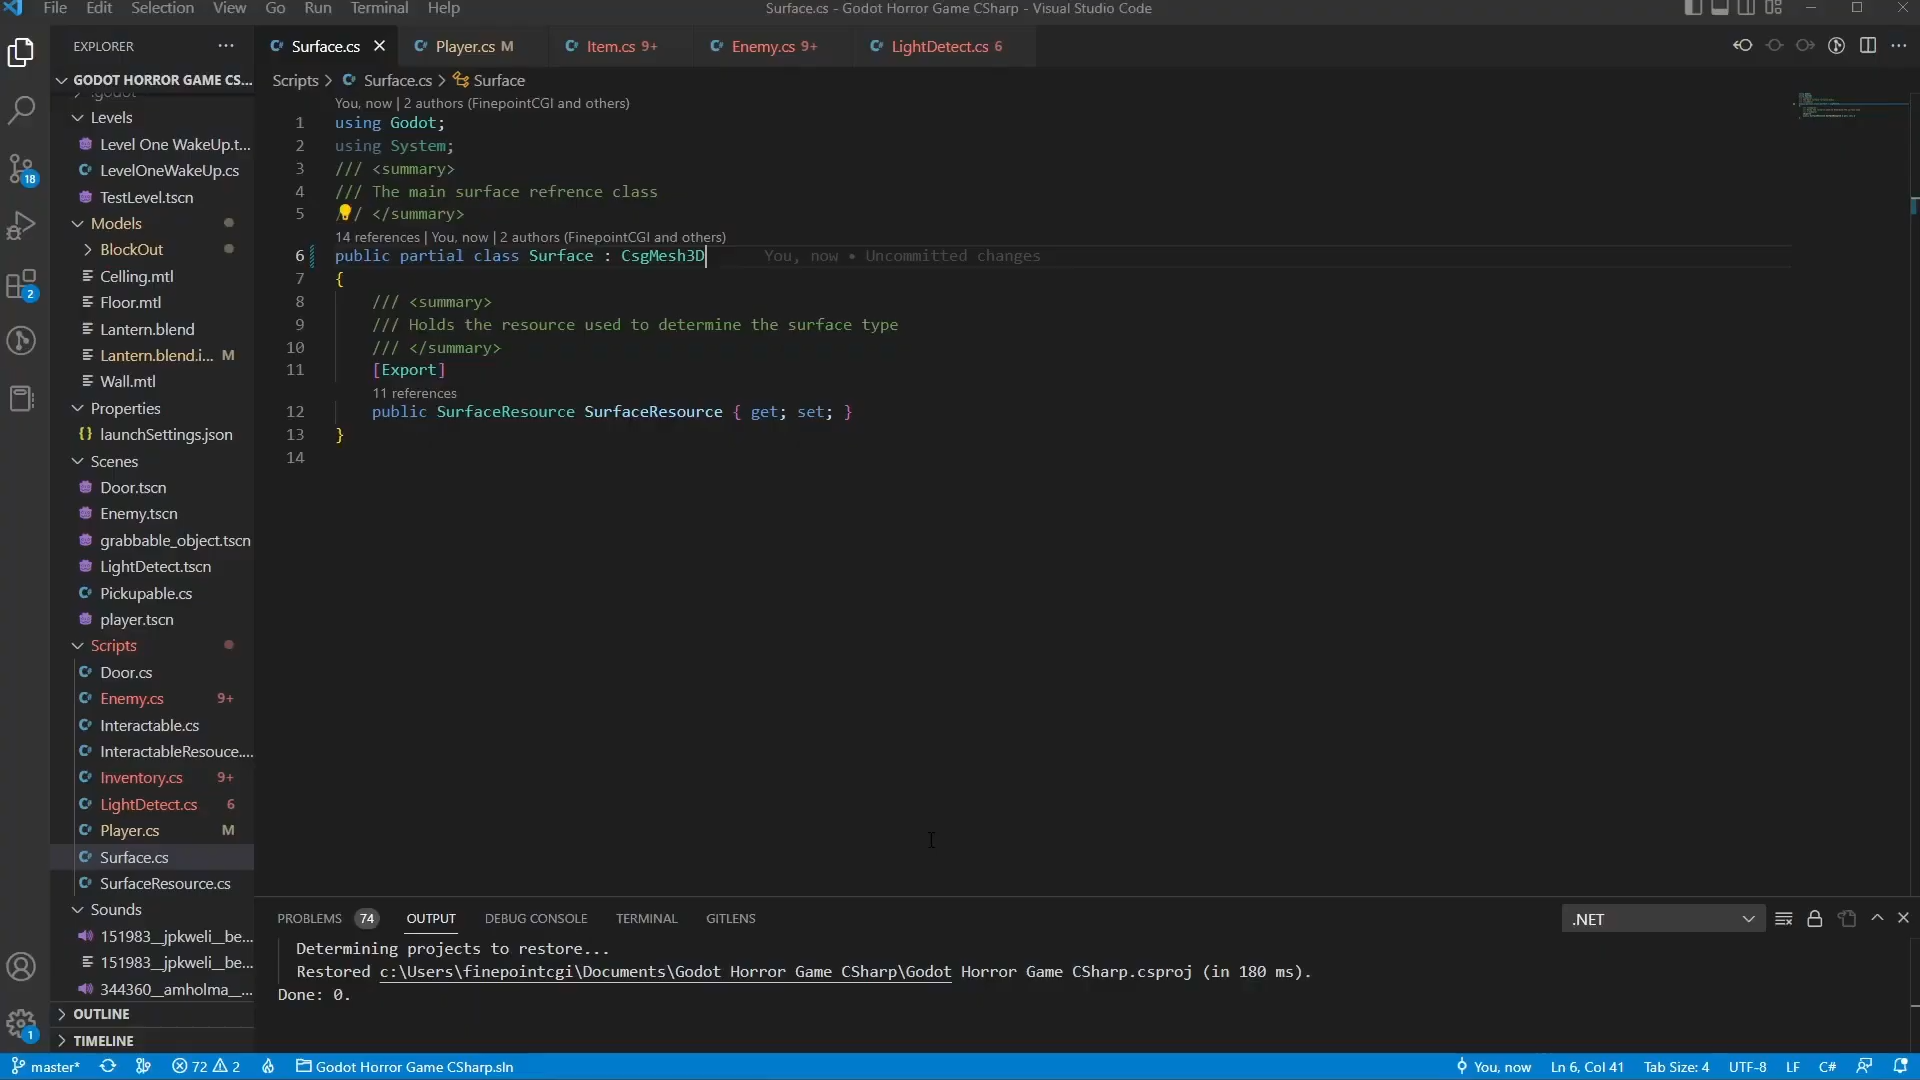 File Edit Selection View Go Run Terminal Help
Surface.cs - Godot Horror Game CSharp - Visual Studio Code
EXPLORER
Surface.cs
Player.cs M
Item.cs 9+
Enemy.cs 9+
LightDetect.cs 6
GODOT HORROR GAME CS...
Scripts > Surface.cs > Surface
.godot
Levels
Level One WakeUp.t...
LevelOneWakeUp.cs
TestLevel.tscn
Models
BlockOut
Celling.mtl
Floor.mtl
Lantern.blend
Lantern.blend.i... M
Wall.mtl
Properties
launchSettings.json
Scenes
Door.tscn
Enemy.tscn
grabbable_object.tscn
LightDetect.tscn
Pickupable.cs
player.tscn
Scripts
Door.cs
Enemy.cs 9+
Interactable.cs
InteractableResouce....
Inventory.cs 9+
LightDetect.cs 6
Player.cs M
Surface.cs
SurfaceResource.cs
Sounds
151983__jpkweli__be...
151983__jpkweli__be...
344360__amholma__...
OUTLINE
TIMELINE
18
2
1
You, now | 2 authors (FinepointCGI and others)
1 using Godot;
2 using System;
3 /// <summary>
4 /// The main surface refrence class
5 / / </summary>
14 references | You, now | 2 authors (FinepointCGI and others)
6 public partial class Surface : CsgMesh3D You, now • Uncommitted changes
7 {
8 /// <summary>
9 /// Holds the resource used to determine the surface type
10 /// </summary>
11 [Export]
11 references
12 public SurfaceResource SurfaceResource { get; set; }
13 }
14
PROBLEMS 74 OUTPUT DEBUG CONSOLE TERMINAL GITLENS
.NET
Determining projects to restore...
Restored c:\Users\finepointcgi\Documents\Godot Horror Game CSharp\Godot Horror Game CSharp.csproj (in 180 ms).
Done: 0.
master* 72 2 Godot Horror Game CSharp.sln You, now Ln 6, Col 41 Tab Size: 4 UTF-8 LF C#